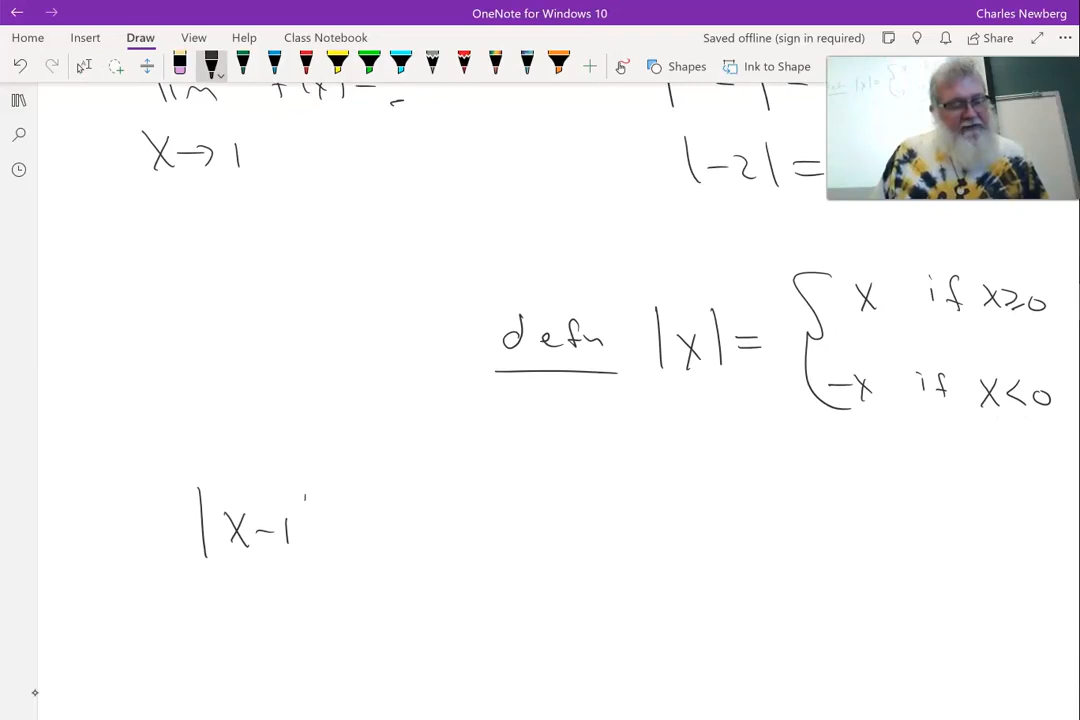 OneNote for Windows 10
Charles Newberg
Home Insert Draw View Help Class Notebook
Saved offline (sign in required)
Share
Shapes
Ink to Shape
lim f(x) =
x → 1
|-2| =
defn |x| = { x if x≥0
-x if x<0
|x-1